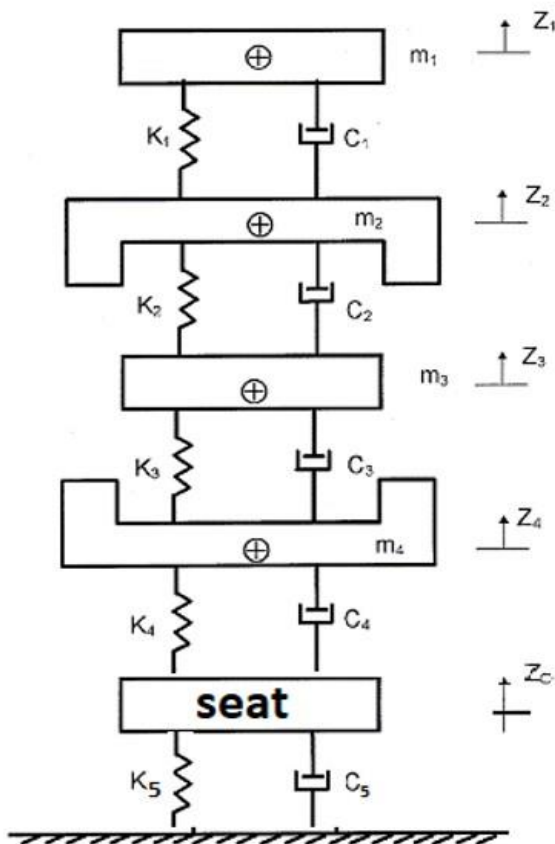 Z₁
m₁
K₁ C₁
Z₂
m₂
K₂ C₂
Z₃
m₃
K₃ C₃
Z₄
m₄
K₄ C₄
seat
K₅ C₅